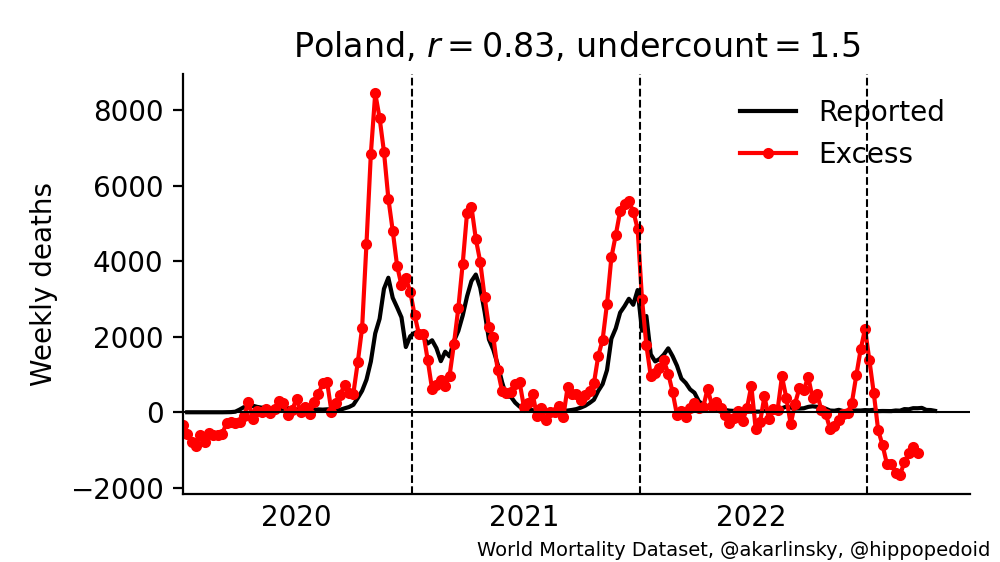 Poland, r = 0.83, undercount = 1.5
Weekly deaths
8000
6000
4000
2000
0
−2000
Reported
Excess
2020 2021 2022
World Mortality Dataset, @akarlinsky, @hippopedoid